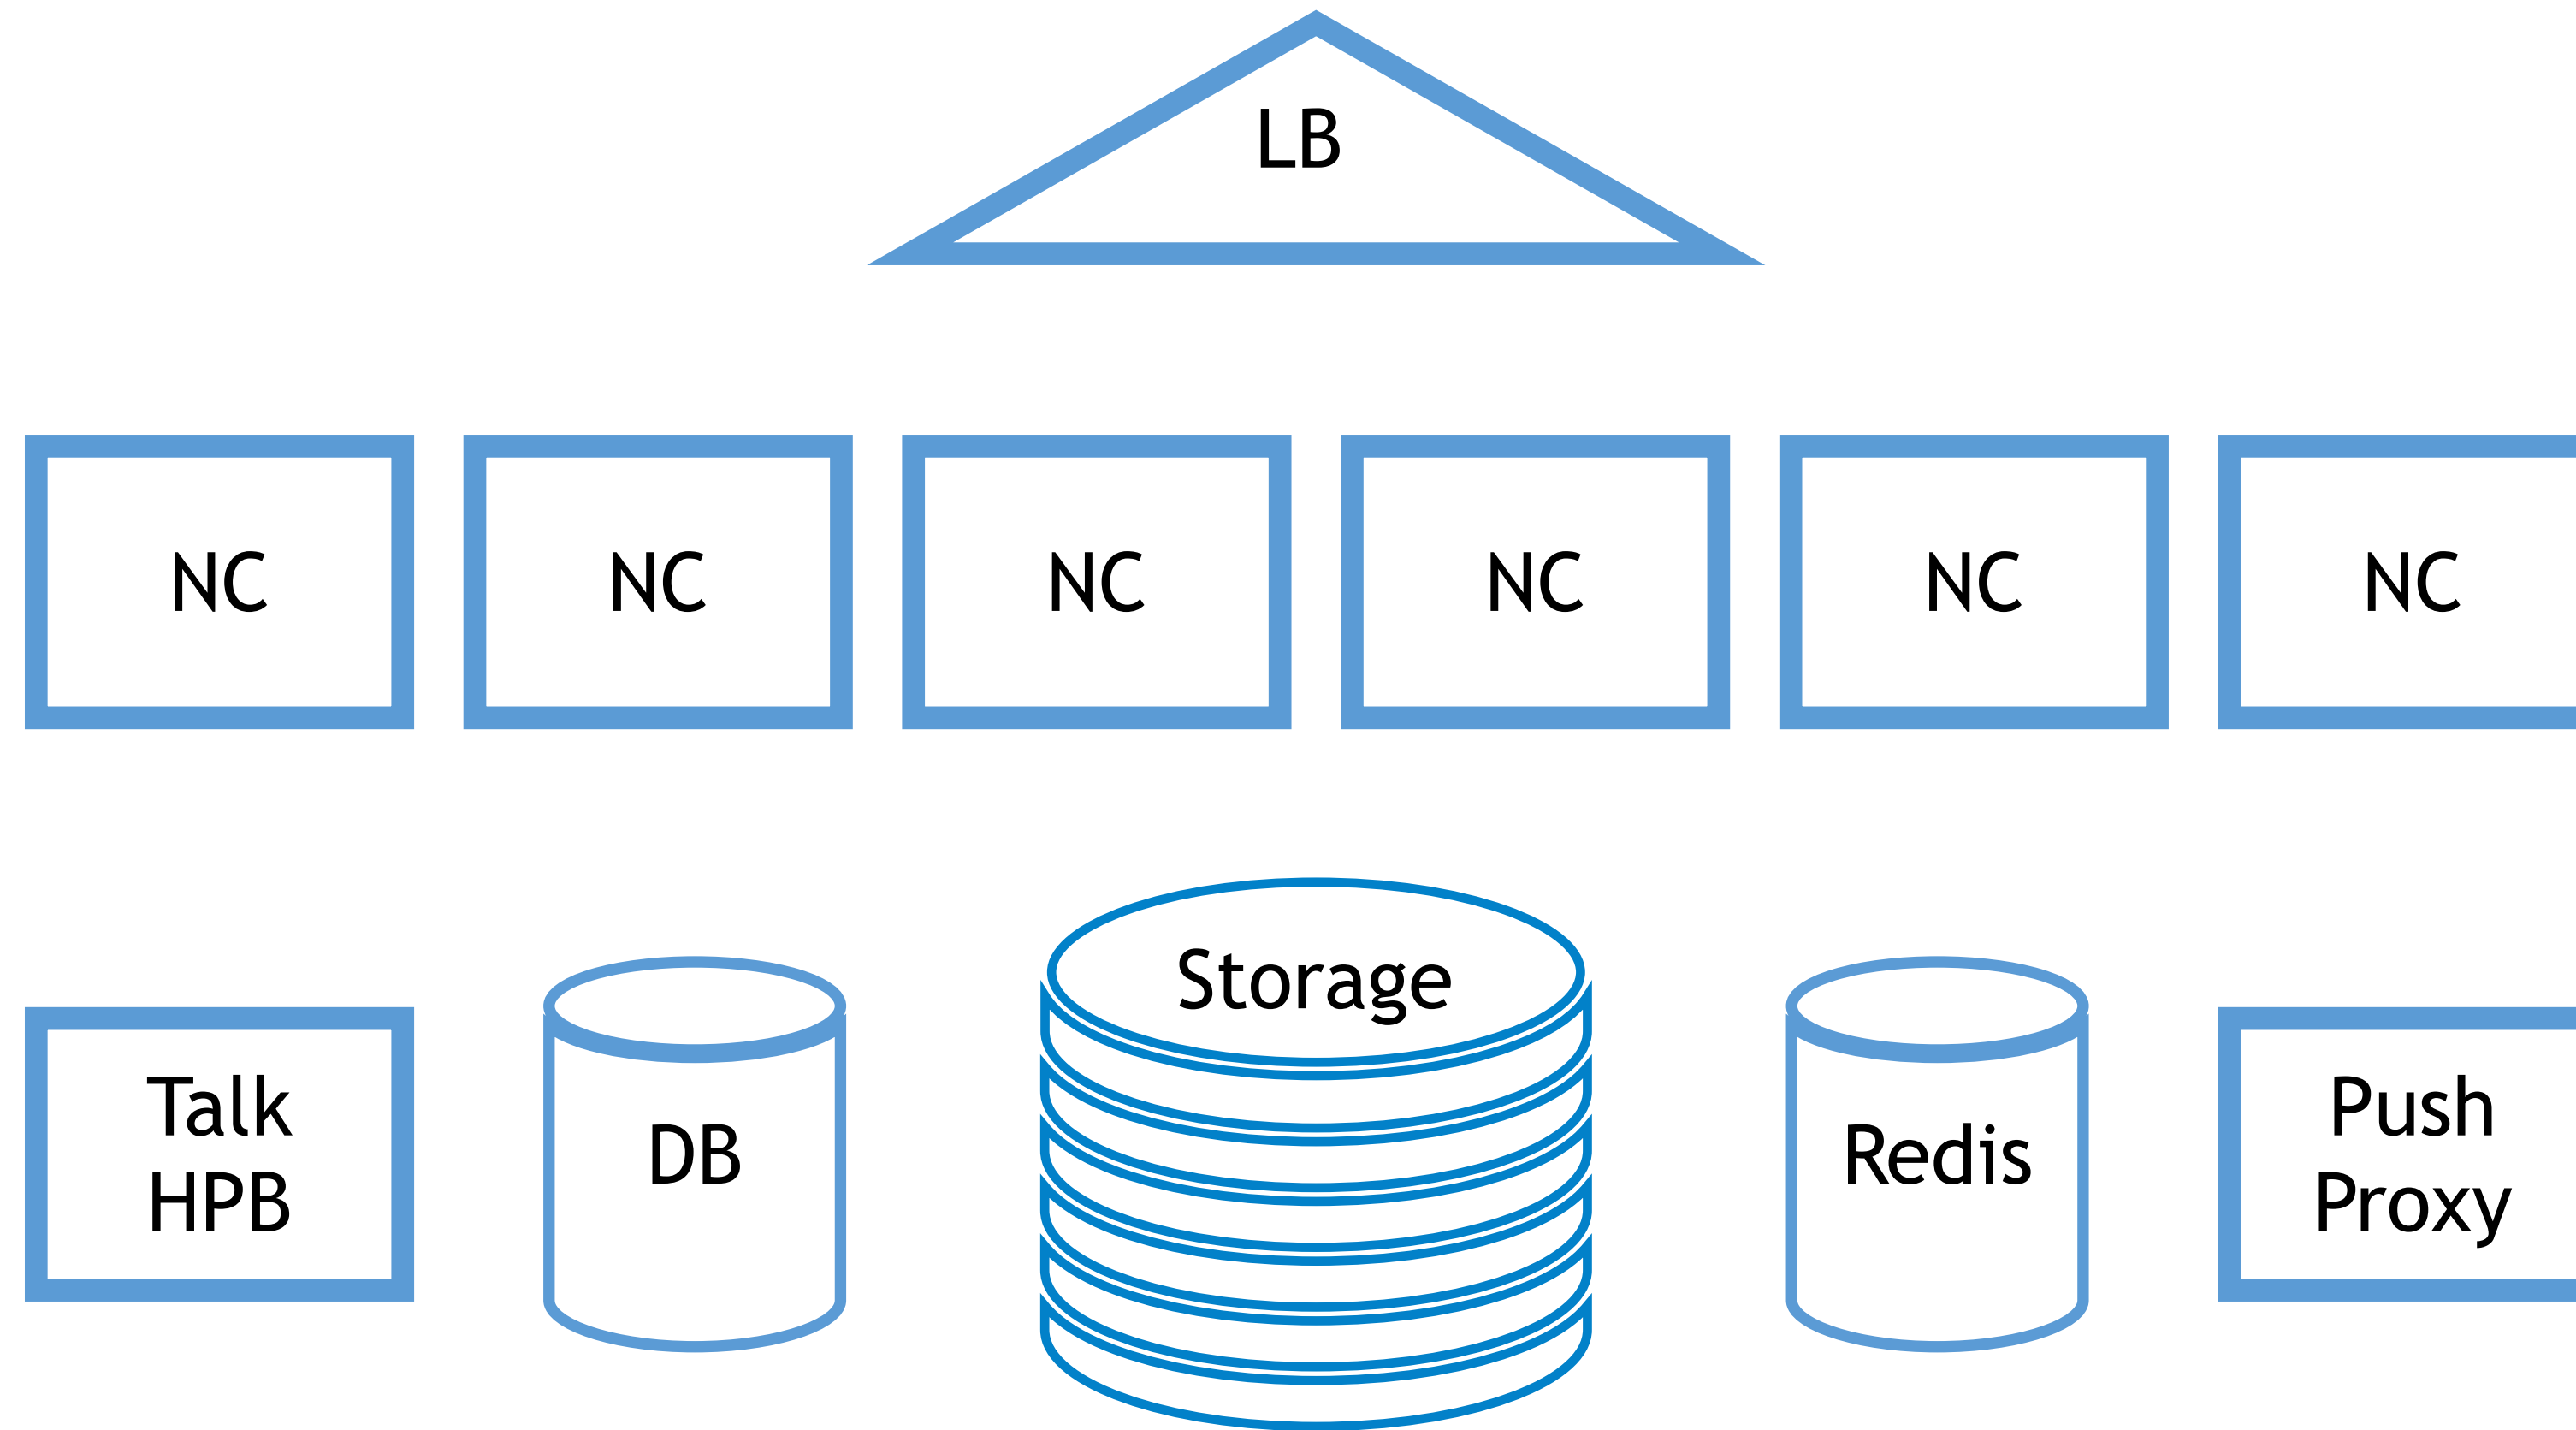 LB
NC
NC
NC
NC
NC
NC
Talk
HPB
DB
Storage
Redis
Push
Proxy